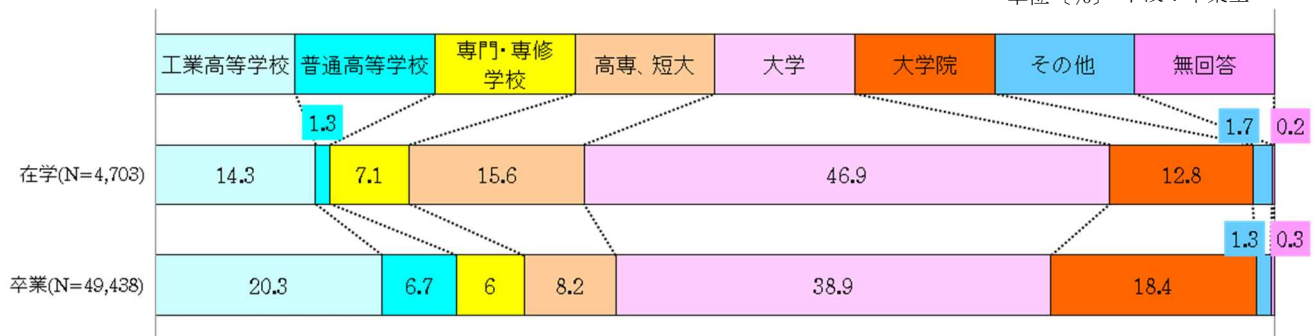 工業高等学校 普通高等学校 専門・専修学校 高専、短大 大学 大学院 その他 無回答
1.3 1.7 0.2
在学(N=4,703) 14.3 7.1 15.6 46.9 12.8
1.3 0.3
卒業(N=49,438) 20.3 6.7 6 8.2 38.9 18.4